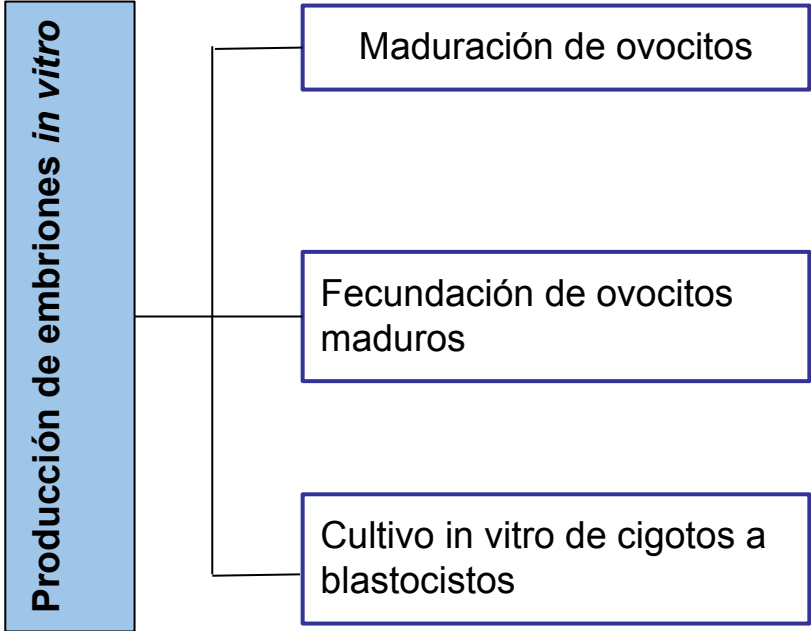 Producción de embriones in vitro
Maduración de ovocitos
Fecundación de ovocitos
maduros
Cultivo in vitro de cigotos a
blastocistos